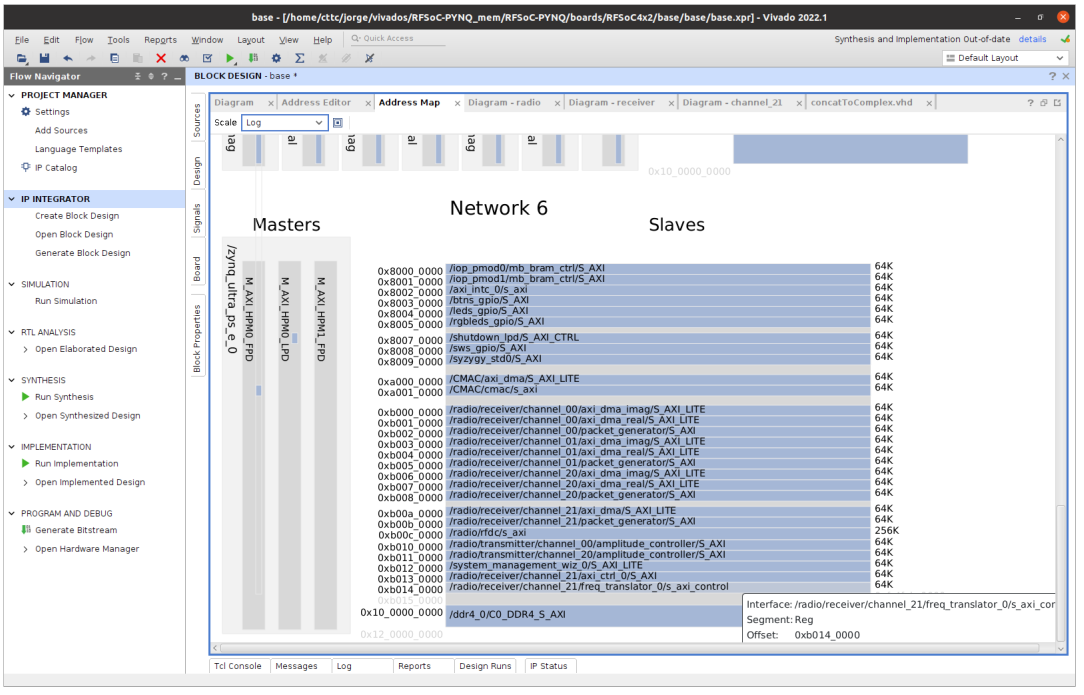 base - [/home/cttc/jorge/vivados/RFSoC-PYNQ_mem/RFSoC-PYNQ/boards/RFSoC4x2/base/base/base.xpr] - Vivado 2022.1
File Edit Flow Tools Reports Window Layout View Help Q- Quick Access Synthesis and Implementation Out-of-date details
Default Layout
Flow Navigator
BLOCK DESIGN - base *
PROJECT MANAGER
Settings
Add Sources
Language Templates
IP Catalog
IP INTEGRATOR
Create Block Design
Open Block Design
Generate Block Design
SIMULATION
Run Simulation
RTL ANALYSIS
Open Elaborated Design
SYNTHESIS
Run Synthesis
Open Synthesized Design
IMPLEMENTATION
Run Implementation
Open Implemented Design
PROGRAM AND DEBUG
Generate Bitstream
Open Hardware Manager
Sources
Design
Signals
Board
Block Properties
Diagram Address Editor Address Map Diagram - radio Diagram - receiver Diagram - channel_21 concatToComplex.vhd
Scale Log
nag al nag al nag al
0x10_0000_0000
Network 6
Masters Slaves
/zynq_ultra_ps_e_0
M_AXI_HPM0_FPD
M_AXI_HPM0_LPD
M_AXI_HPM1_FPD
0x8000_0000 /iop_pmod0/mb_bram_ctrl/S_AXI 64K
0x8001_0000 /iop_pmod1/mb_bram_ctrl/S_AXI 64K
0x8002_0000 /axi_intc_0/s_axi 64K
0x8003_0000 /btns_gpio/S_AXI 64K
0x8004_0000 /leds_gpio/S_AXI 64K
0x8005_0000 /rgbleds_gpio/S_AXI 64K
0x8007_0000 /shutdown_lpd/S_AXI_CTRL 64K
0x8008_0000 /sws_gpio/S_AXI 64K
0x8009_0000 /syzygy_std0/S_AXI 64K
0xa000_0000 /CMAC/axi_dma/S_AXI_LITE 64K
0xa001_0000 /CMAC/cmac/s_axi 64K
0xb000_0000 /radio/receiver/channel_00/axi_dma_imag/S_AXI_LITE 64K
0xb001_0000 /radio/receiver/channel_00/axi_dma_real/S_AXI_LITE 64K
0xb002_0000 /radio/receiver/channel_00/packet_generator/S_AXI 64K
0xb003_0000 /radio/receiver/channel_01/axi_dma_imag/S_AXI_LITE 64K
0xb004_0000 /radio/receiver/channel_01/axi_dma_real/S_AXI_LITE 64K
0xb005_0000 /radio/receiver/channel_01/packet_generator/S_AXI 64K
0xb006_0000 /radio/receiver/channel_20/axi_dma_imag/S_AXI_LITE 64K
0xb007_0000 /radio/receiver/channel_20/axi_dma_real/S_AXI_LITE 64K
0xb008_0000 /radio/receiver/channel_20/packet_generator/S_AXI 64K
0xb00a_0000 /radio/receiver/channel_21/axi_dma/S_AXI_LITE 64K
0xb00b_0000 /radio/receiver/channel_21/packet_generator/S_AXI 64K
0xb00c_0000 /radio/rfdc/s_axi 256K
0xb010_0000 /radio/transmitter/channel_00/amplitude_controller/S_AXI 64K
0xb011_0000 /radio/transmitter/channel_20/amplitude_controller/S_AXI 64K
0xb012_0000 /system_management_wiz_0/S_AXI_LITE 64K
0xb013_0000 /radio/receiver/channel_21/axi_ctrl_0/S_AXI 64K
0xb014_0000 /radio/receiver/channel_21/freq_translator_0/s_axi_control 64K
0xb015_0000
0x10_0000_0000 /ddr4_0/C0_DDR4_S_AXI
0x12_0000_0000
Interface: /radio/receiver/channel_21/freq_translator_0/s_axi_cor
Segment: Reg
Offset: 0xb014_0000
Tcl Console Messages Log Reports Design Runs IP Status